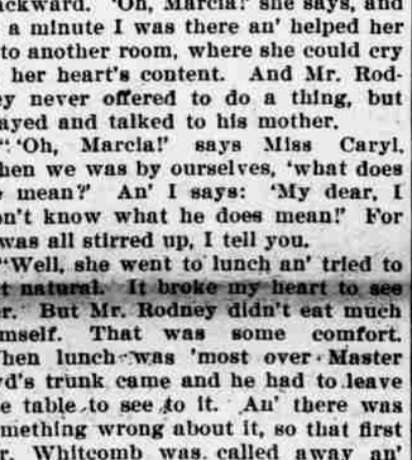 ackward. 'Oh, Marcia!' she says, and
a minute I was there an' helped her
to another room, where she could cry
her heart's content. And Mr. Rod-
ey never offered to do a thing, but
ayed and talked to his mother.
"'Oh, Marcia!' says Miss Caryl,
hen we was by ourselves, 'what does
mean?' An' I says: 'My dear, I
on't know what he does mean!' For
was all stirred up, I tell you.
"Well, she went to lunch an' tried to
t natural. It broke my heart to see
er. But Mr. Rodney didn't eat much
mself. That was some comfort.
hen lunch was 'most over Master
rd's trunk came and he had to leave
e table to see to it. An' there was
mething wrong about it, so that first
r. Whitcomb was called away an'